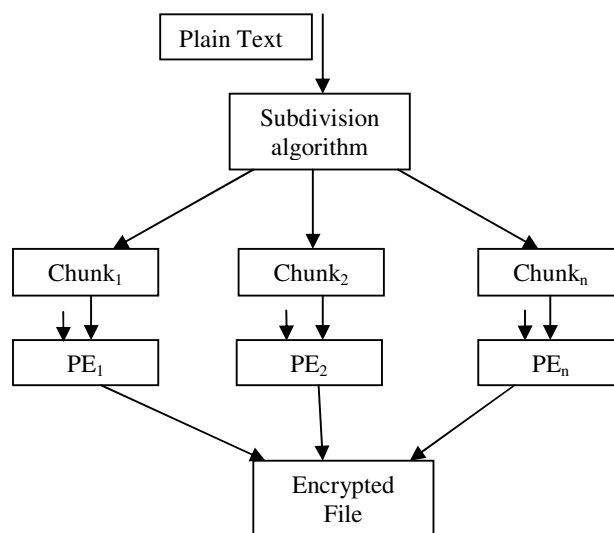 Plain Text
Subdivision
algorithm
Chunk₁
Chunk₂
Chunkₙ
PE₁
PE₂
PEₙ
Encrypted
File